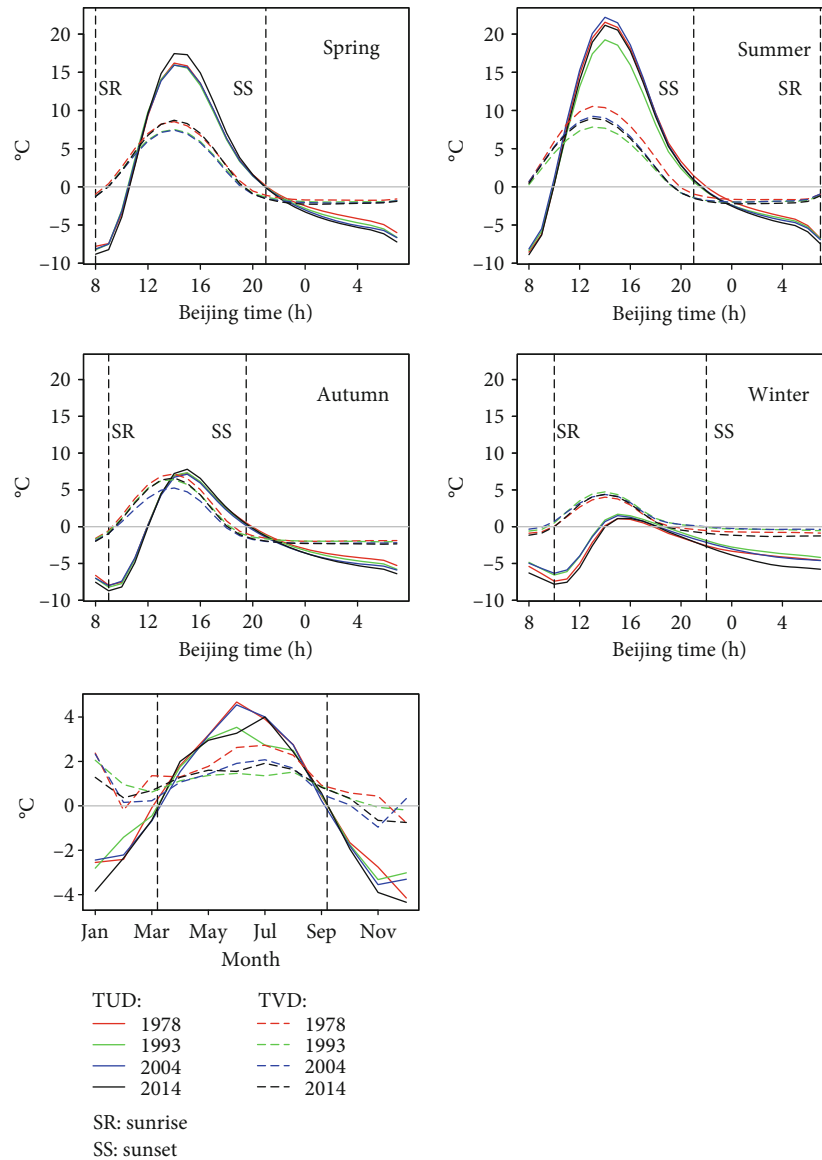 Spring
20
15
10
5
0
−5
−10
°C
SR
SS
8 12 16 20 0 4
Beijing time (h)
Summer
20
15
10
5
0
−5
−10
°C
SS
SR
8 12 16 20 0 4
Beijing time (h)
Autumn
20
15
10
5
0
−5
−10
°C
SR
SS
8 12 16 20 0 4
Beijing time (h)
Winter
20
15
10
5
0
−5
−10
°C
SR
SS
8 12 16 20 0 4
Beijing time (h)
4
2
0
−2
−4
°C
Jan Mar May Jul Sep Nov
Month
TUD:
1978
1993
2004
2014
TVD:
1978
1993
2004
2014
SR: sunrise
SS: sunset